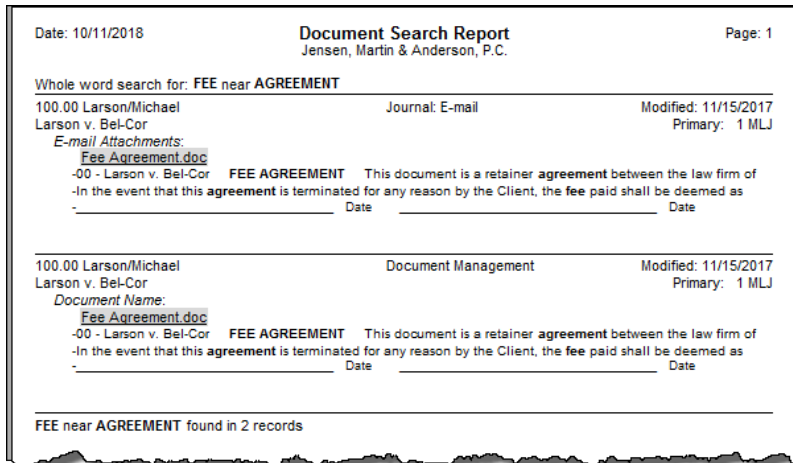 Date: 10/11/2018 Document Search Report Page: 1
Jensen, Martin & Anderson, P.C.
Whole word search for: FEE near AGREEMENT
100.00 Larson/Michael Journal: E-mail Modified: 11/15/2017
Larson v. Bel-Cor Primary: 1 MLJ
E-mail Attachments:
Fee Agreement.doc
-00 - Larson v. Bel-Cor FEE AGREEMENT This document is a retainer agreement between the law firm of
-In the event that this agreement is terminated for any reason by the Client, the fee paid shall be deemed as
-____________________ Date ____________________ Date
100.00 Larson/Michael Document Management Modified: 11/15/2017
Larson v. Bel-Cor Primary: 1 MLJ
Document Name:
Fee Agreement.doc
-00 - Larson v. Bel-Cor FEE AGREEMENT This document is a retainer agreement between the law firm of
-In the event that this agreement is terminated for any reason by the Client, the fee paid shall be deemed as
-____________________ Date ____________________ Date
FEE near AGREEMENT found in 2 records